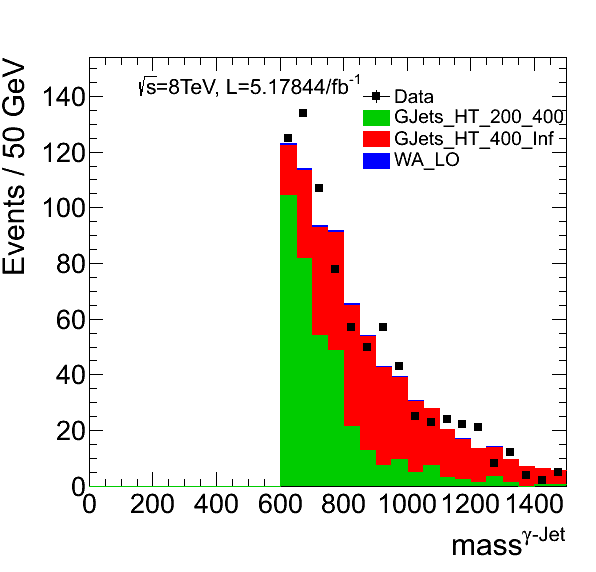 √s=8TeV, L=5.17844/fb⁻¹
Data
GJets_HT_200_400
GJets_HT_400_Inf
WA_LO
Events / 50 GeV
140
120
100
80
60
40
20
0
0 200 400 600 800 1000 1200 1400
mass^γ-Jet